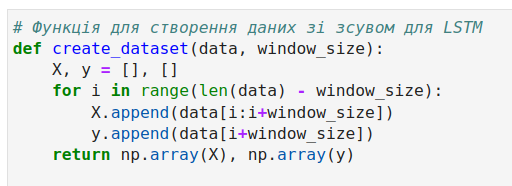 # Функція для створення даних зі зсувом для LSTM
def create_dataset(data, window_size):
    X, y = [], []
    for i in range(len(data) - window_size):
        X.append(data[i:i+window_size])
        y.append(data[i+window_size])
    return np.array(X), np.array(y)